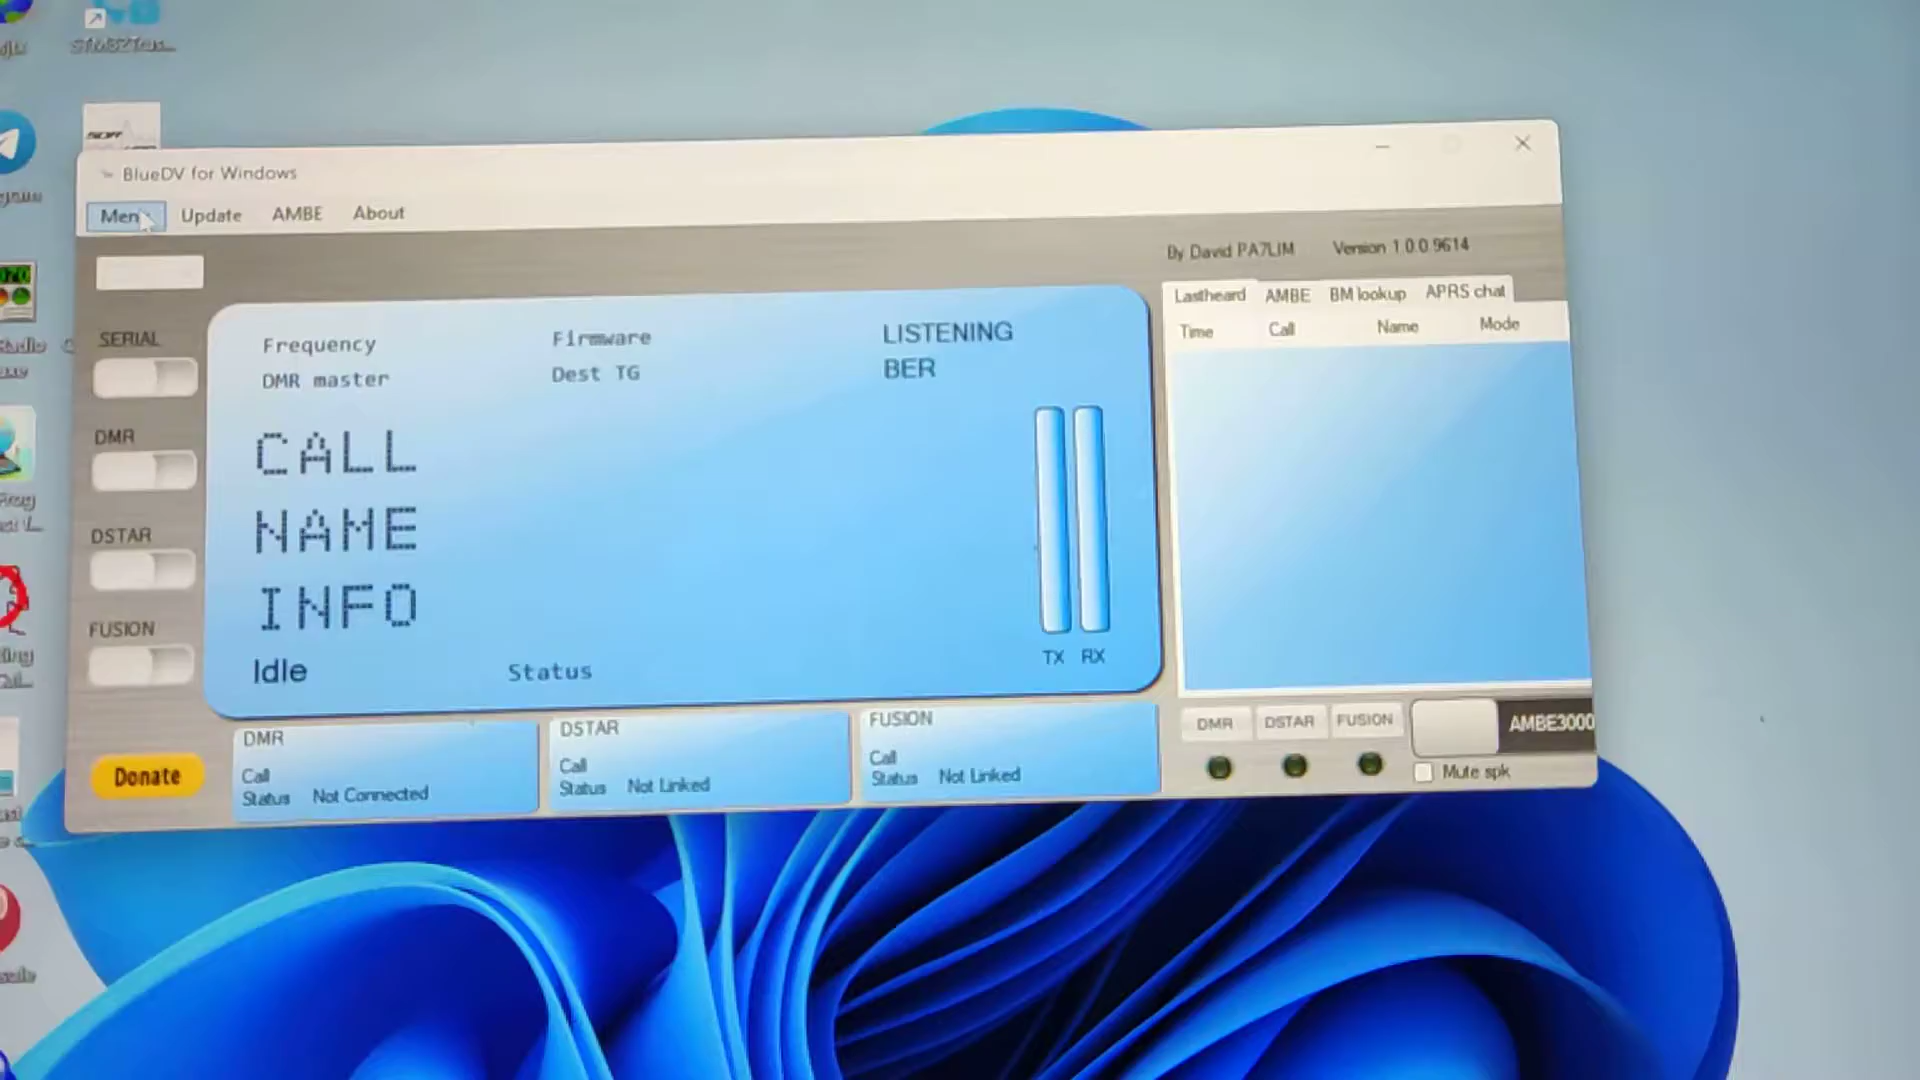 BlueDV for Windows
Menu Update AMBE About
By David PA7LIM Version 1.0.0.9614
Lastheard AMBE BM lookup APRS chat
Time Call Name Mode
SERIAL
DMR
DSTAR
FUSION
Frequency Firmware LISTENING
DMR master Dest TG BER
CALL
NAME
INFO
Idle Status
TX RX
Donate
DMR
Call
Status Not Connected
DSTAR
Call
Status Not Linked
FUSION
Call
Status Not Linked
DMR DSTAR FUSION
AMBE3000
Mute spk